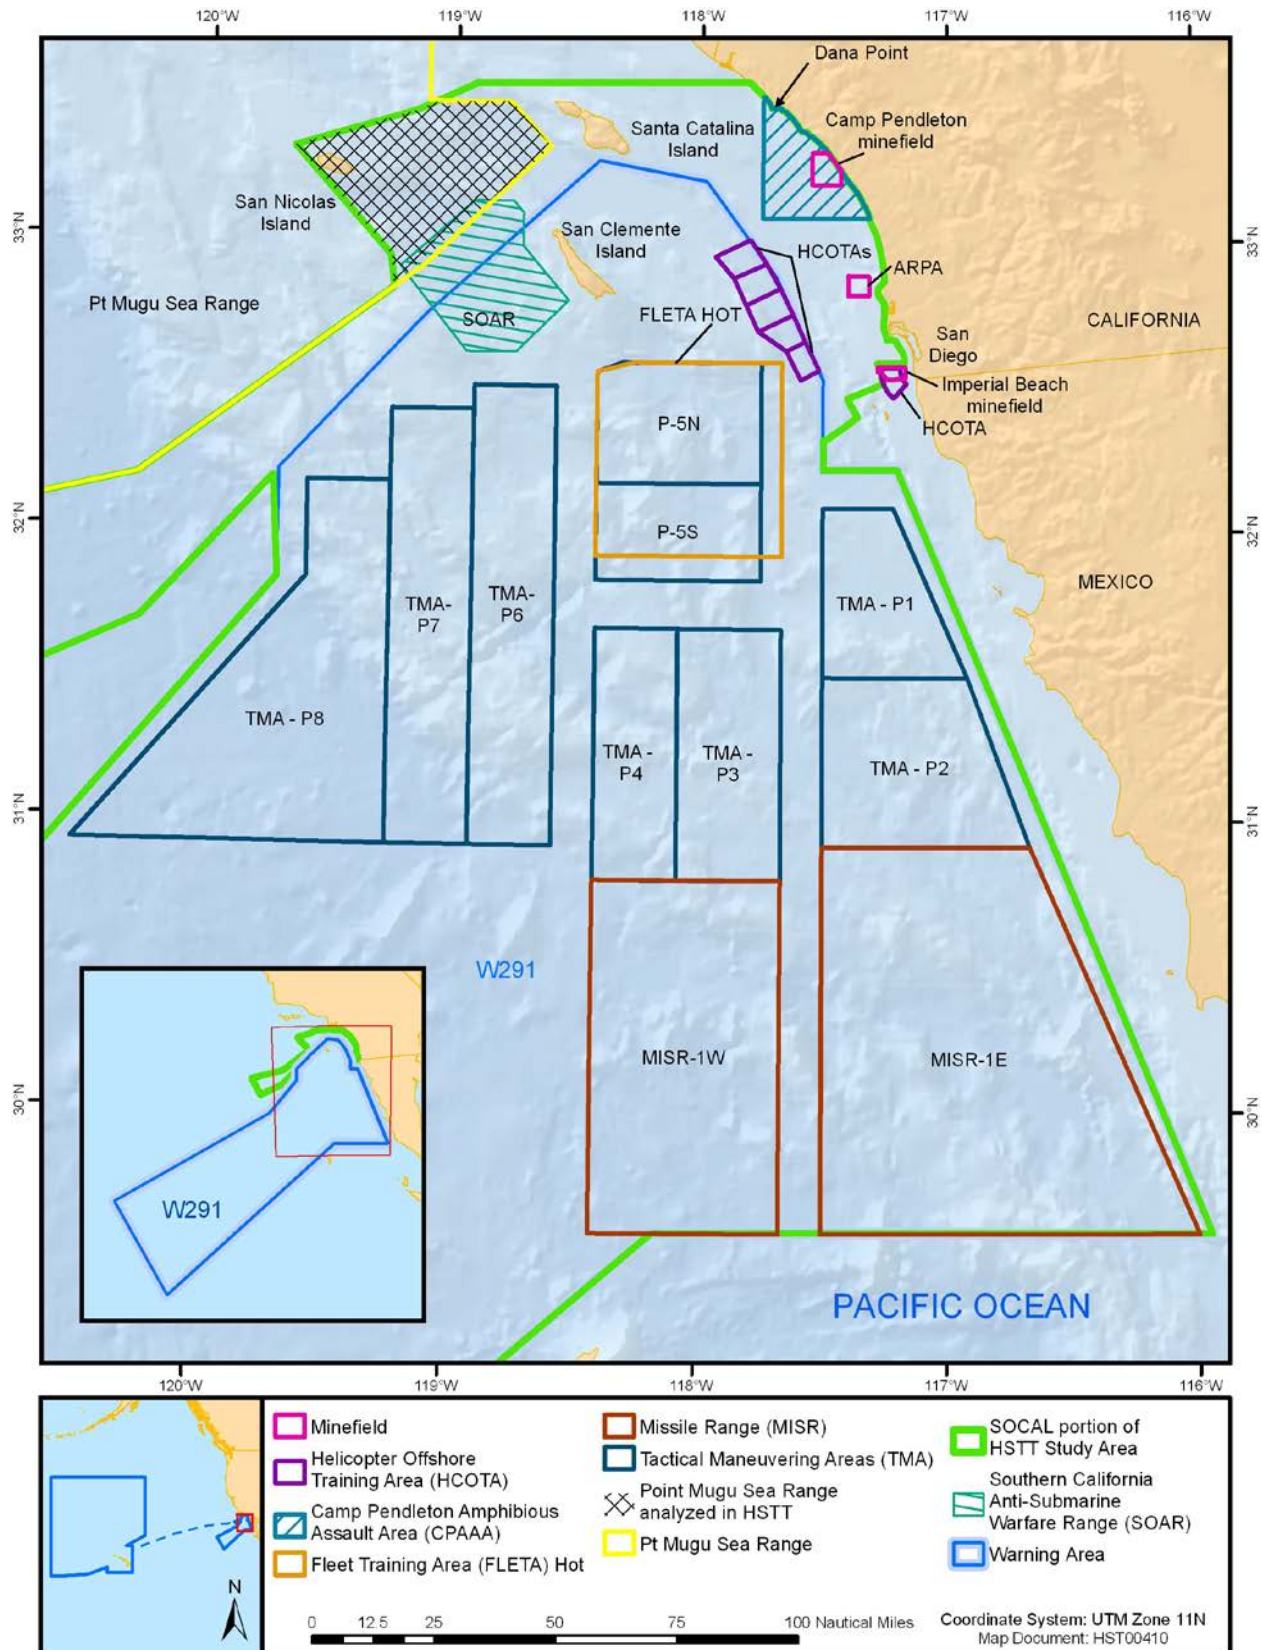 120°W
119°W
118°W
117°W
116°W
Dana Point
Camp Pendleton
minefield
Santa Catalina
Island
San Nicolas
Island
33°N
33°N
San Clemente
Island
HCOTAs
ARPA
Pt Mugu Sea Range
SOAR
FLETA HOT
CALIFORNIA
San
Diego
Imperial Beach
minefield
HCOTA
P-5N
32°N
32°N
P-5S
MEXICO
TMA-
P7
TMA-
P6
TMA - P1
TMA - P8
TMA -
P4
TMA -
P3
TMA - P2
31°N
31°N
W291
MISR-1W
MISR-1E
30°N
30°N
W291
PACIFIC OCEAN
120°W
119°W
118°W
117°W
116°W
N
Minefield
Helicopter Offshore
Training Area (HCOTA)
Camp Pendleton Amphibious
Assault Area (CPAAA)
Fleet Training Area (FLETA) Hot
Missile Range (MISR)
Tactical Maneuvering Areas (TMA)
Point Mugu Sea Range
analyzed in HSTT
Pt Mugu Sea Range
SOCAL portion of
HSTT Study Area
Southern California
Anti-Submarine
Warfare Range (SOAR)
Warning Area
0 12.5 25 50 75 100 Nautical Miles
Coordinate System: UTM Zone 11N
Map Document: HST00410